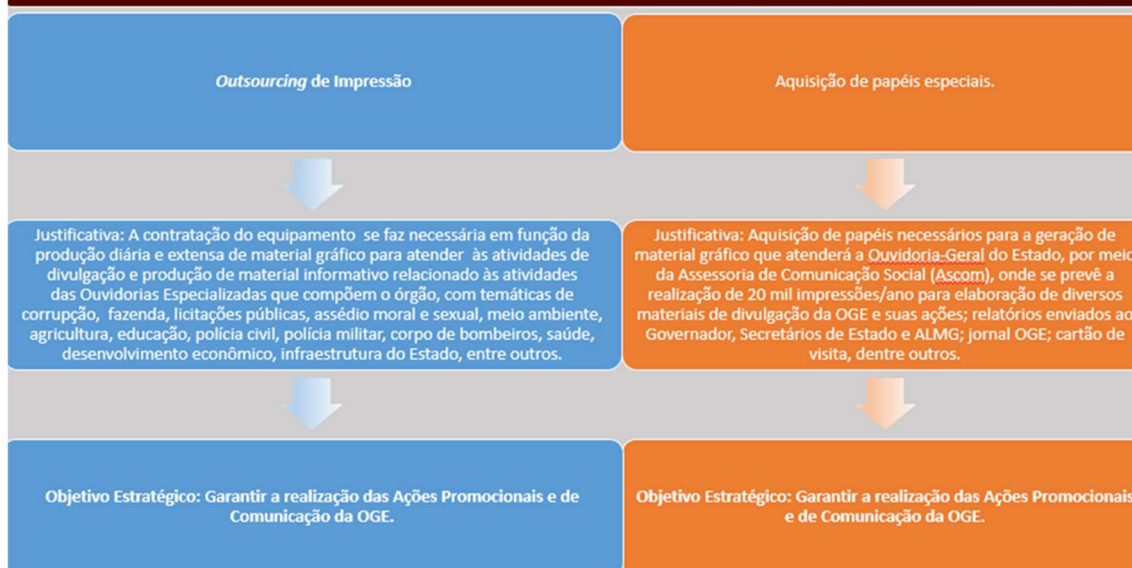 Outsourcing de Impressão
Aquisição de papéis especiais.
Justificativa: A contratação do equipamento se faz necessária em função da
produção diária e extensa de material gráfico para atender às atividades de
divulgação e produção de material informativo relacionado às atividades
das Ouvidorias Especializadas que compõem o órgão, com temáticas de
corrupção, fazenda, licitações públicas, assédio moral e sexual, meio ambiente,
agricultura, educação, polícia civil, polícia militar, corpo de bombeiros, saúde,
desenvolvimento econômico, infraestrutura do Estado, entre outros.
Justificativa: Aquisição de papéis necessários para a geração de
material gráfico que atenderá a Ouvidoria-Geral do Estado, por meio
da Assessoria de Comunicação Social (Ascom), onde se prevê a
realização de 20 mil impressões/ano para elaboração de diversos
materiais de divulgação da OGE e suas ações; relatórios enviados ao
Governador, Secretários de Estado e ALMG; jornal OGE; cartão de
visita, dentre outros.
Objetivo Estratégico: Garantir a realização das Ações Promocionais e de
Comunicação da OGE.
Objetivo Estratégico: Garantir a realização das Ações Promocionais
e de Comunicação da OGE.